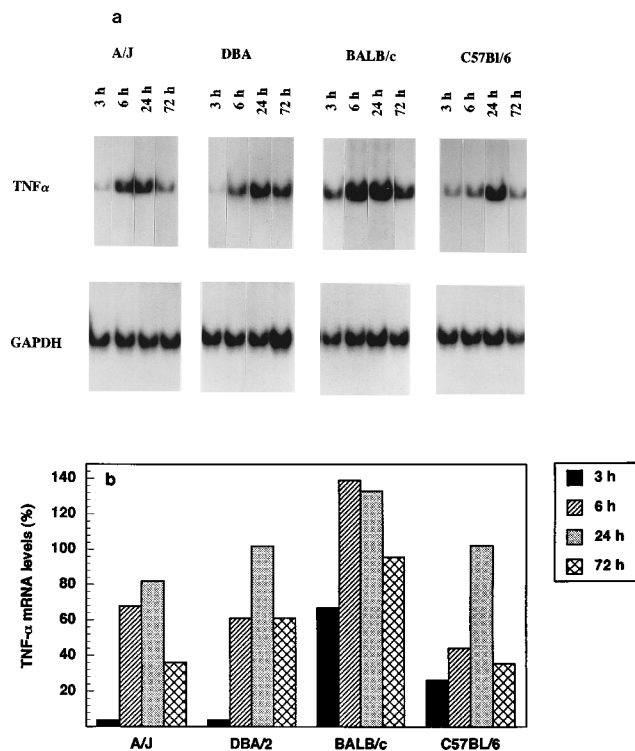 a
A/J DBA BALB/c C57Bl/6
3 h 6 h 24 h 72 h 3 h 6 h 24 h 72 h 3 h 6 h 24 h 72 h 3 h 6 h 24 h 72 h
TNFα
GAPDH
b
TNF-α mRNA levels (%)
140
120
100
80
60
40
20
A/J DBA/2 BALB/c C57BL/6
3 h
6 h
24 h
72 h